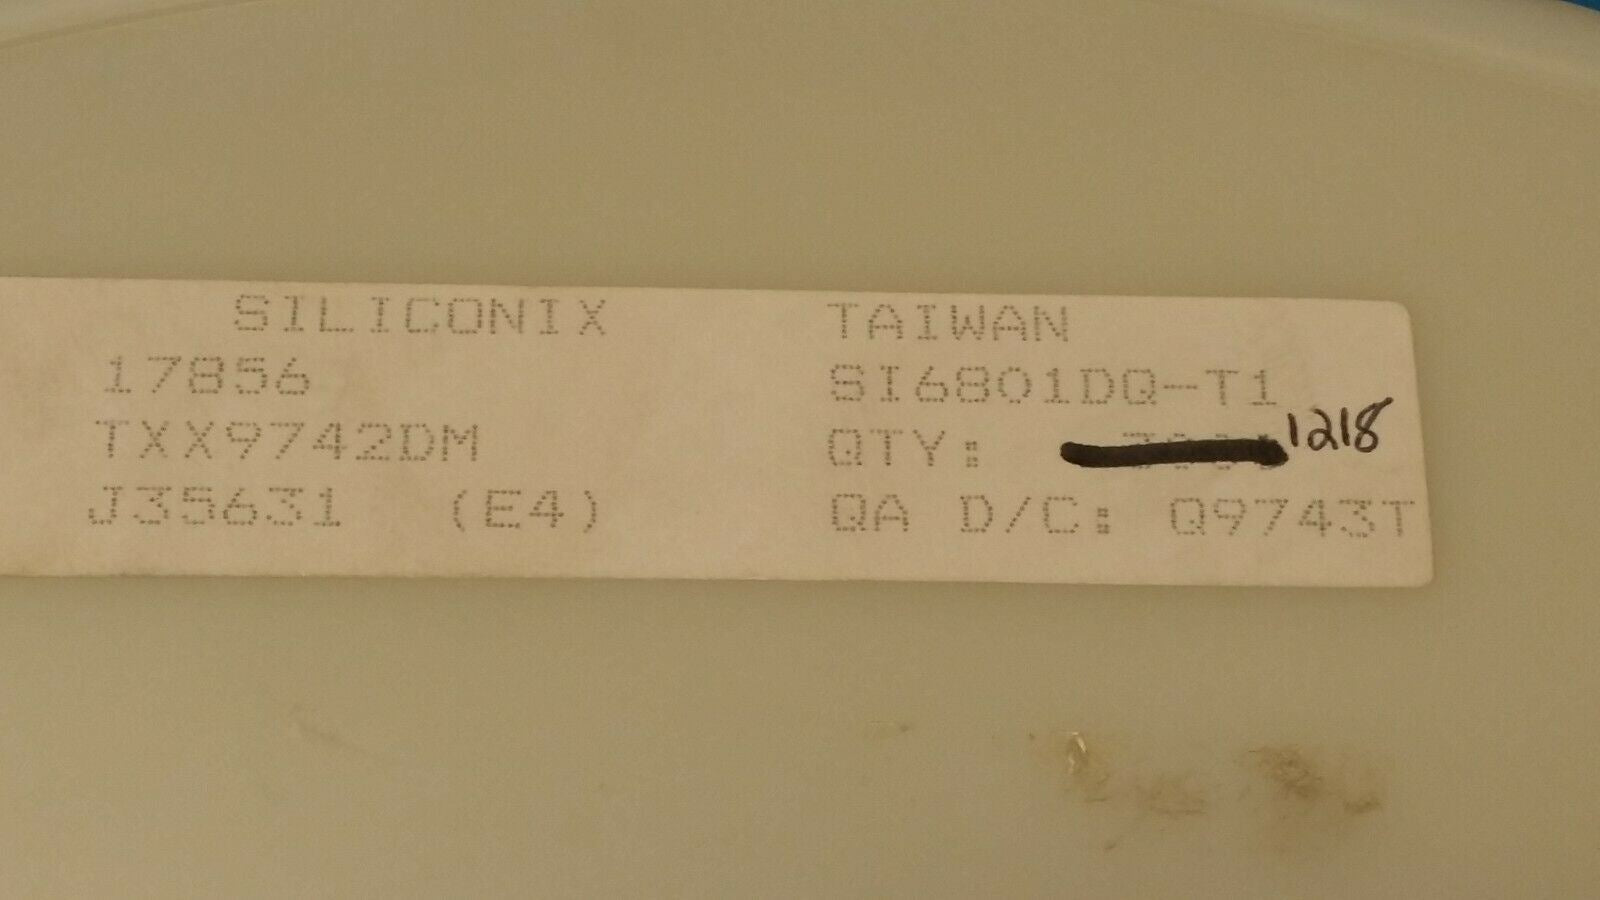 SILICONIX TAIWAN
17856 SI6801DQ-T1
TXX9742DM QTY: 1218
J35631 (E4) QA D/C: Q9743T